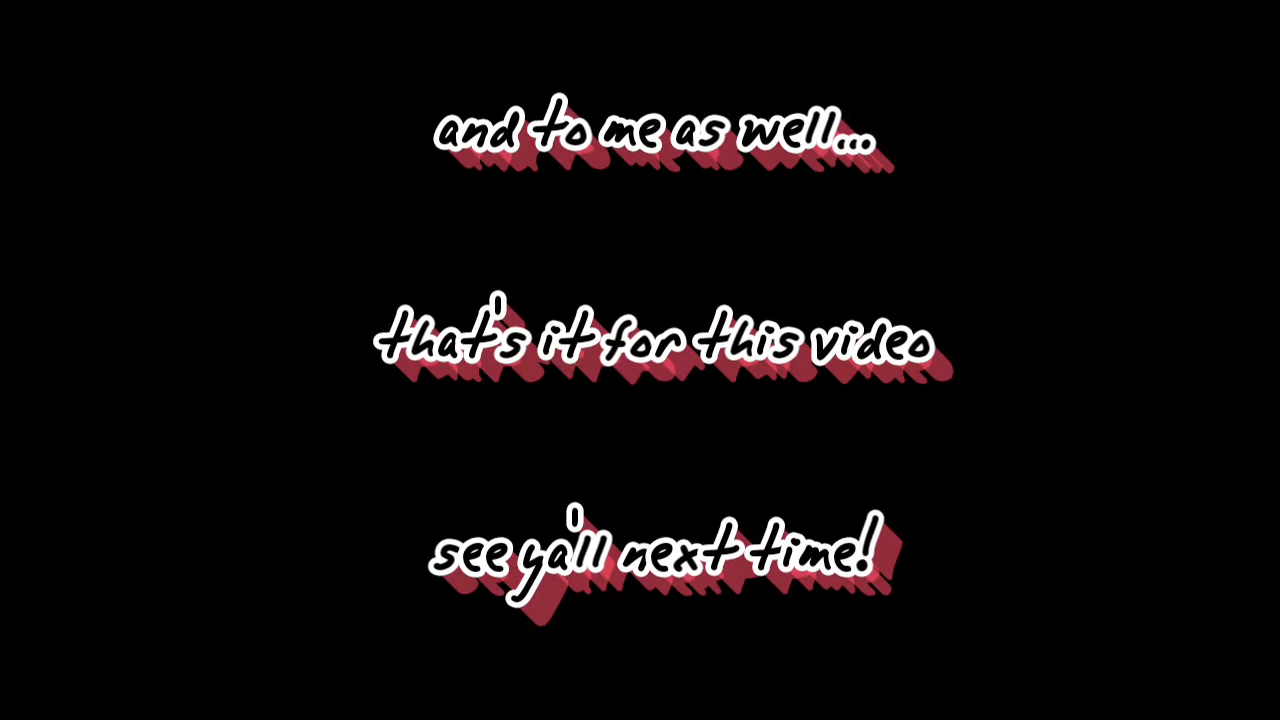 and to me as well...
that's it for this video
see ya'll next time!